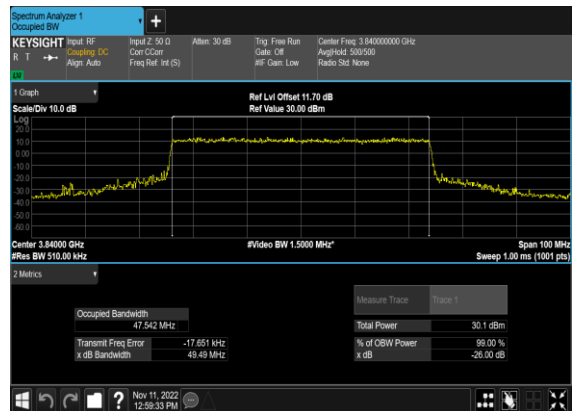 Spectrum Analyzer 1
Occupied BW
KEYSIGHT Input: RF Input Z: 50 Ω Atten: 30 dB Trig: Free Run Center Freq: 3.840000000 GHz
R T Coupling: DC Corr CCorr Gate: Off Avg|Hold: 500/500
Align: Auto Freq Ref: Int (S) #IF Gain: Low Radio Std: None
LVI
1 Graph
Ref Lvl Offset 11.70 dB
Scale/Div 10.0 dB Ref Value 30.00 dBm
Log
20.0
10.0
0.00
-10.0
-20.0
-30.0
-40.0
-50.0
-60.0
Center 3.84000 GHz #Video BW 1.5000 MHz* Span 100 MHz
#Res BW 510.00 kHz Sweep 1.00 ms (1001 pts)
2 Metrics
Measure Trace Trace 1
Occupied Bandwidth
47.542 MHz Total Power 30.1 dBm
Transmit Freq Error -17.651 kHz % of OBW Power 99.00 %
x dB Bandwidth 49.49 MHz x dB -26.00 dB
Nov 11, 2022
12:59:33 PM